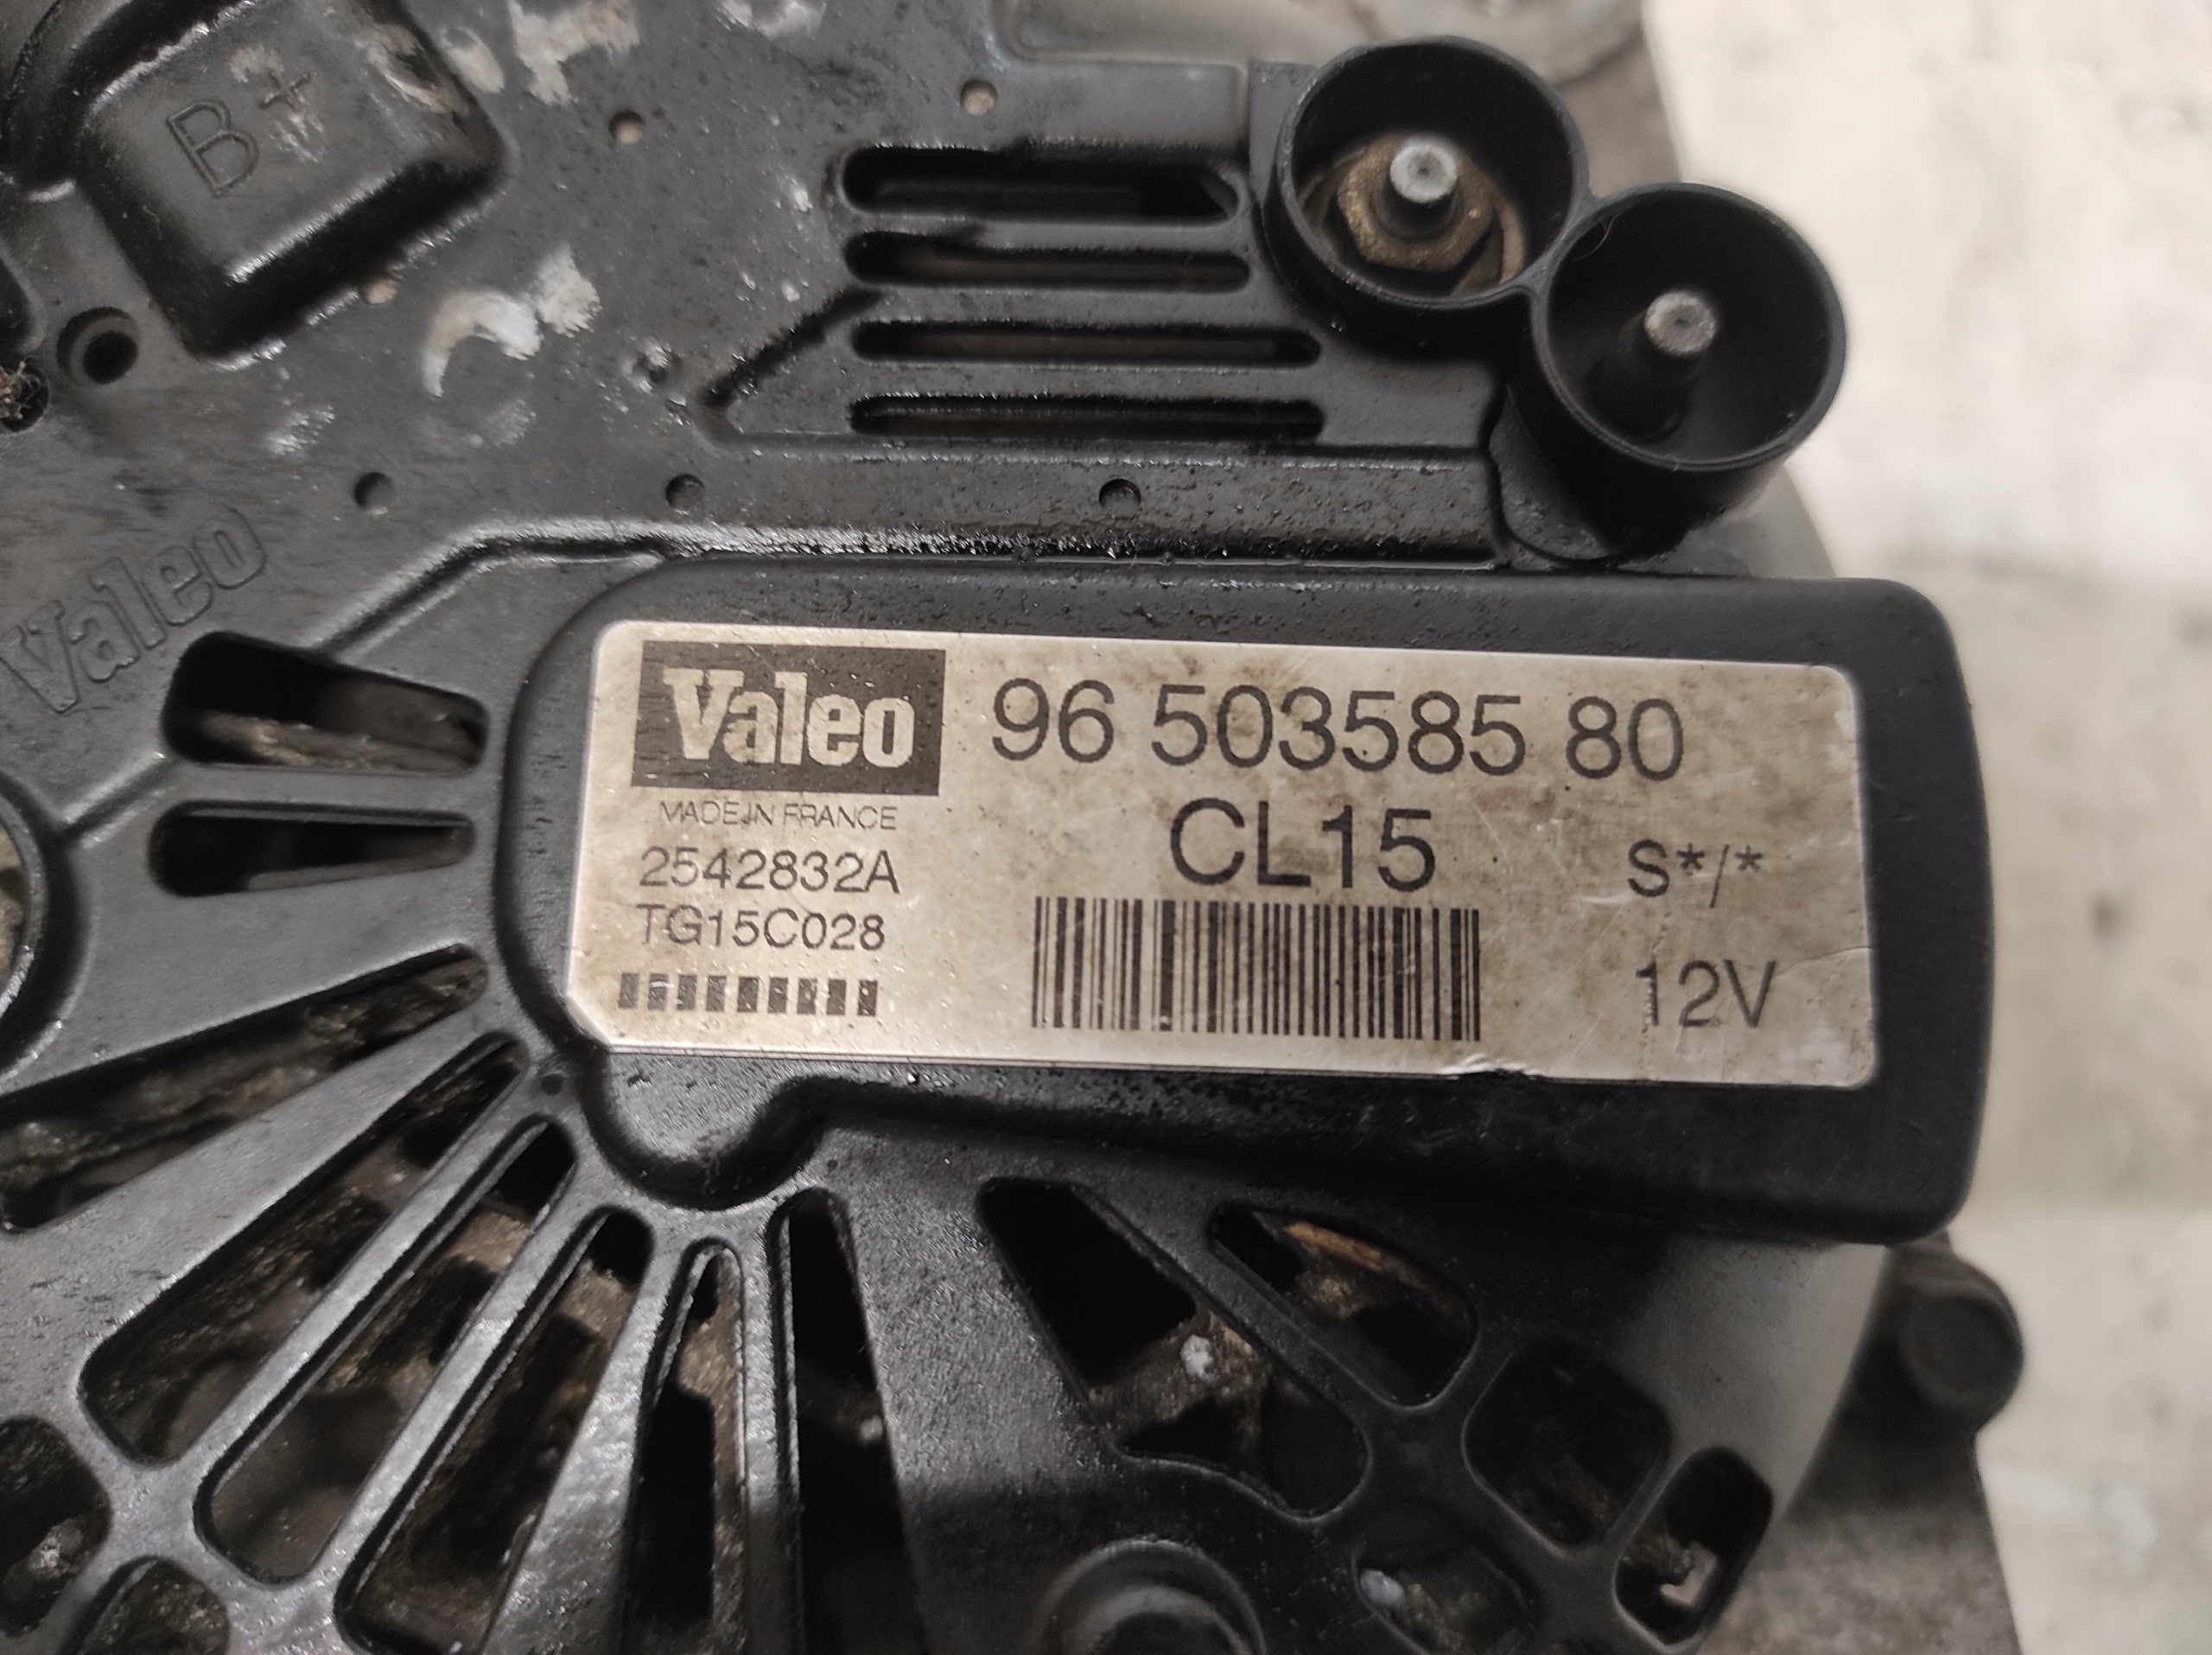 B+
Valeo
Valeo
96 503585 80
MADE IN FRANCE
CL15
2542832A
S*/*
TG15C028
12V